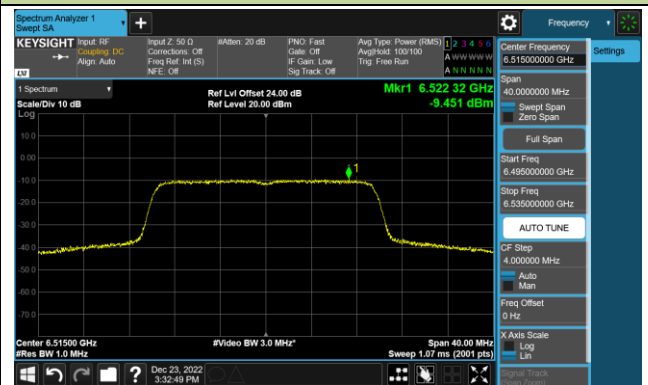 Spectrum Analyzer 1
Swept SA
Frequency
KEYSIGHT
Input: RF
Coupling: DC
Align: Auto
Input Z: 50 Ω
Corrections: Off
Freq Ref: Int (S)
NFE: Off
#Atten: 20 dB
PNO: Fast
Gate: Off
IF Gain: Low
Sig Track: Off
Avg Type: Power (RMS)
Avg|Hold: 100/100
Trig: Free Run
1 2 3 4 5 6
A W W W W W
A N N N N N
LXI
1 Spectrum
Scale/Div 10 dB
Log
Ref Lvl Offset 24.00 dB
Ref Level 20.00 dBm
Mkr1 6.522 32 GHz
-9.451 dBm
1
10.0
0.00
-10.0
-20.0
-30.0
-40.0
-50.0
-60.0
-70.0
Center 6.51500 GHz
#Res BW 1.0 MHz
#Video BW 3.0 MHz*
Span 40.00 MHz
Sweep 1.07 ms (2001 pts)
Dec 23, 2022
3:32:49 PM
Center Frequency
6.515000000 GHz
Settings
Span
40.0000000 MHz
Swept Span
Zero Span
Full Span
Start Freq
6.495000000 GHz
Stop Freq
6.535000000 GHz
AUTO TUNE
CF Step
4.000000 MHz
Auto
Man
Freq Offset
0 Hz
X Axis Scale
Log
Lin
Signal Track
(Span Zoom)